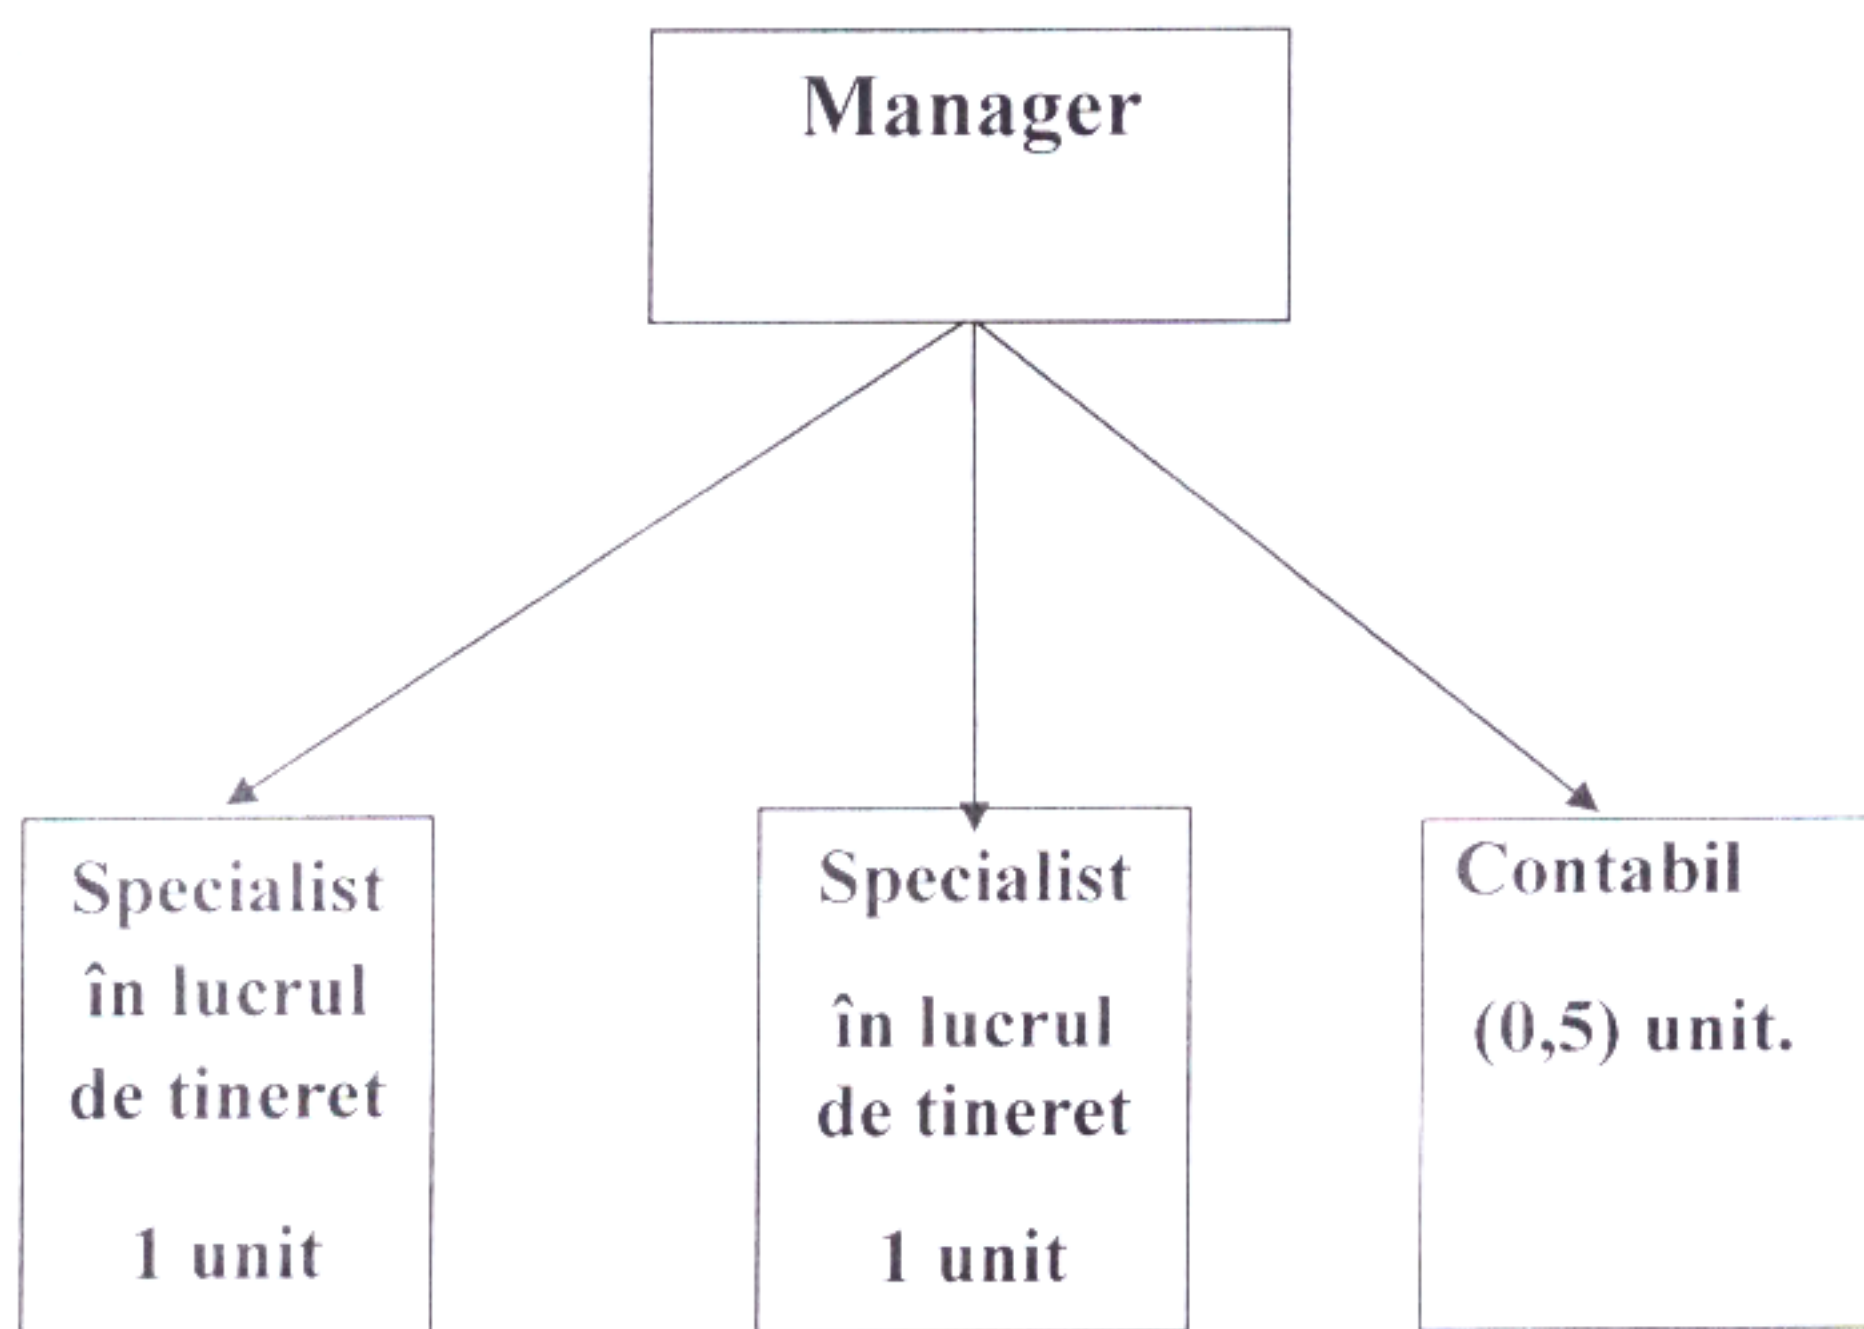 Manager
Specialist
în lucrul
de tineret
1 unit
Specialist
în lucrul
de tineret
1 unit
Contabil
(0,5) unit.